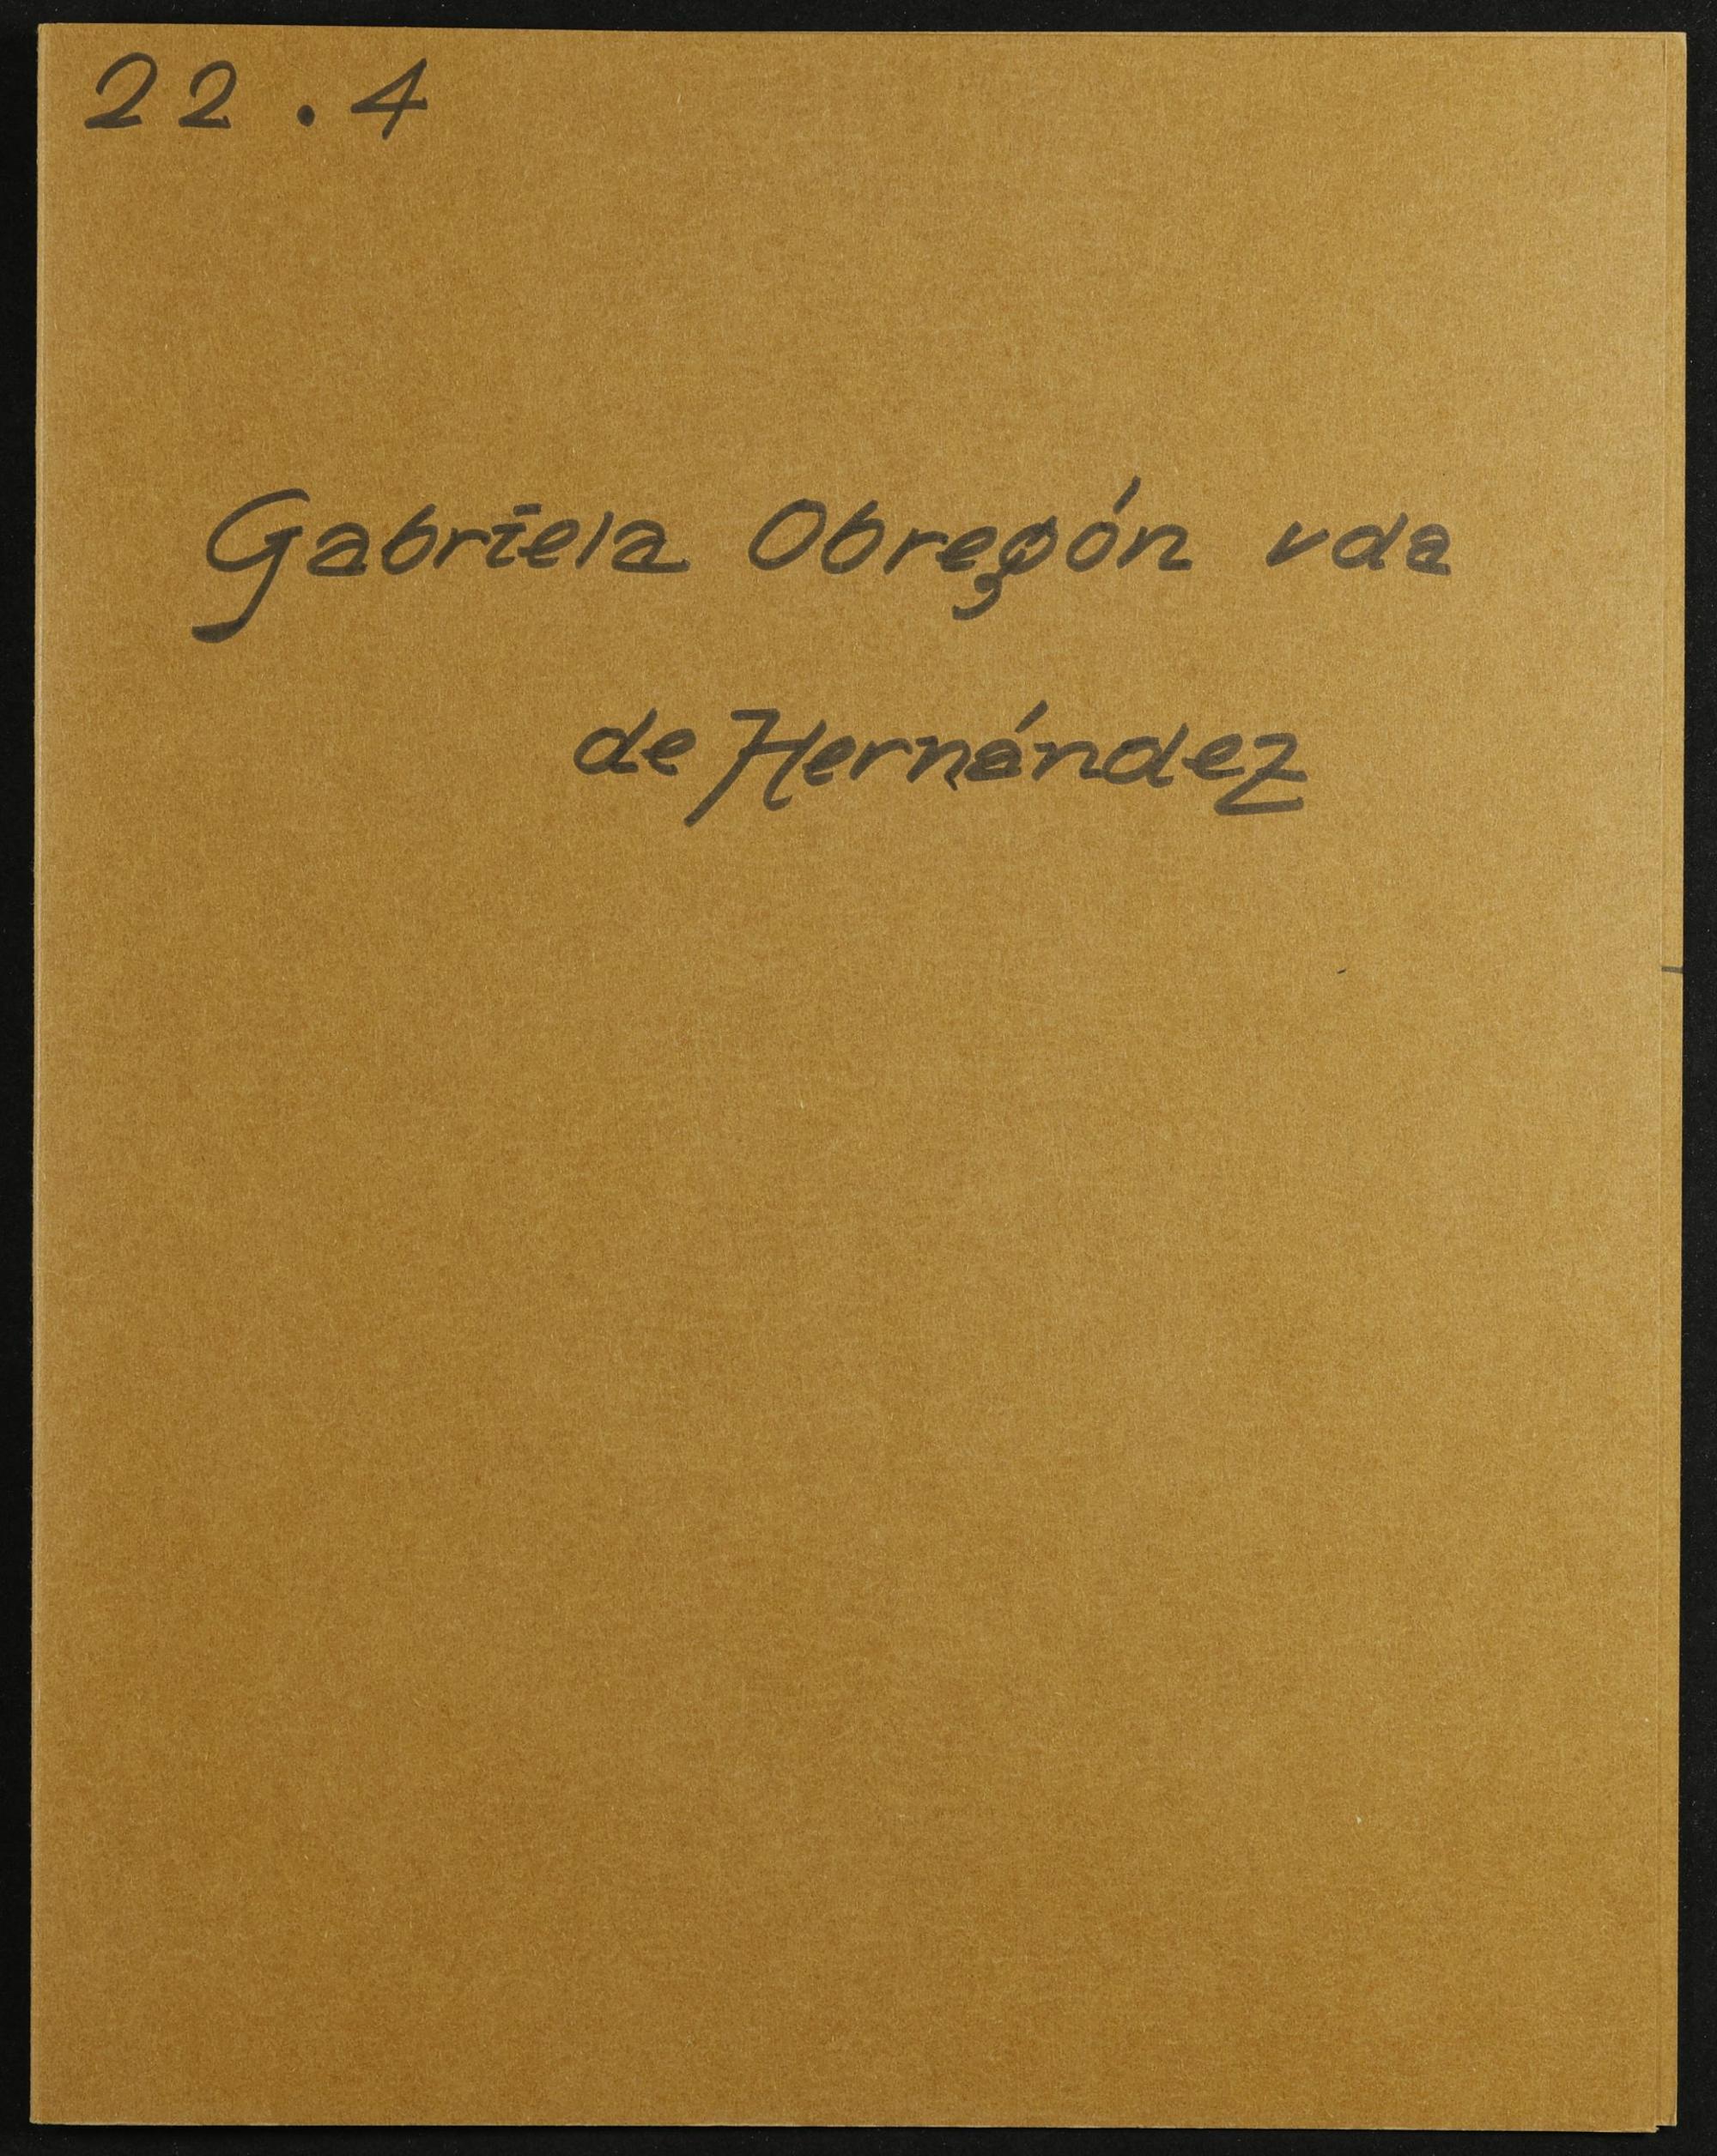 22.4
Gabriela Obregón vda
de Hernández